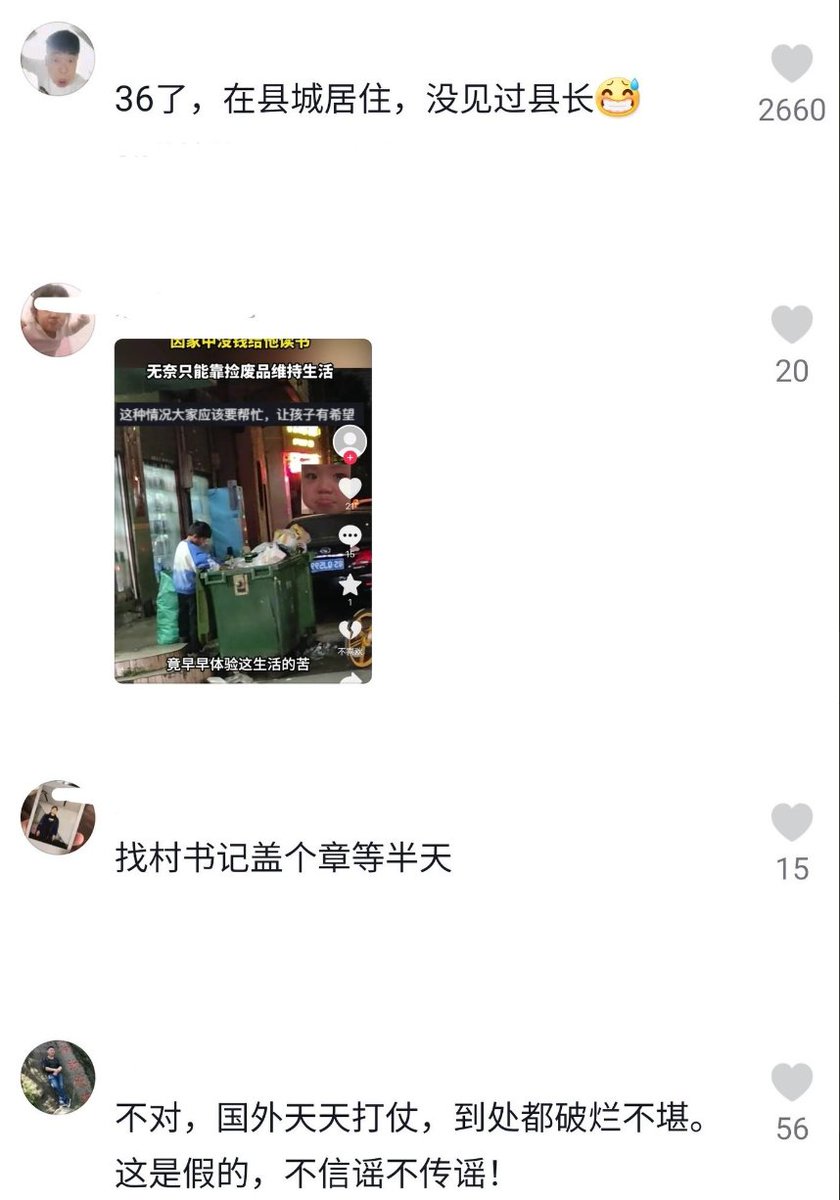 36了，在县城居住，没见过县长😅
2660
20
因家中没钱给他读书
无奈只能靠捡废品维持生活
这种情况大家应该要帮忙，让孩子有希望
15
1
不喜欢
竟早早体验这生活的苦
找村书记盖个章等半天
15
不对，国外天天打仗，到处都破烂不堪。
这是假的，不信谣不传谣！
56